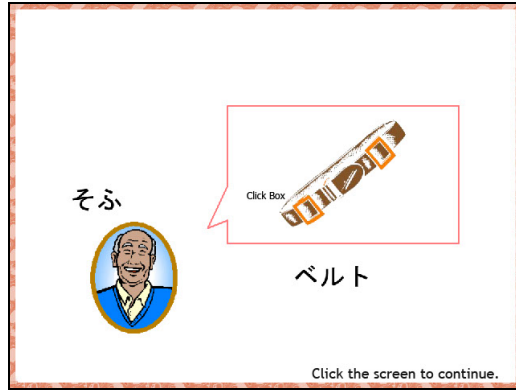 Click Box
そふ
ベルト
Click the screen to continue.